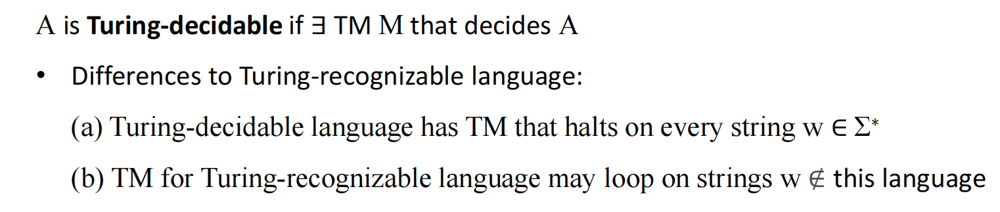 A is Turing-decidable if ∃ TM M that decides A
• Differences to Turing-recognizable language:
(a) Turing-decidable language has TM that halts on every string w ∈ Σ*
(b) TM for Turing-recognizable language may loop on strings w ∉ this language